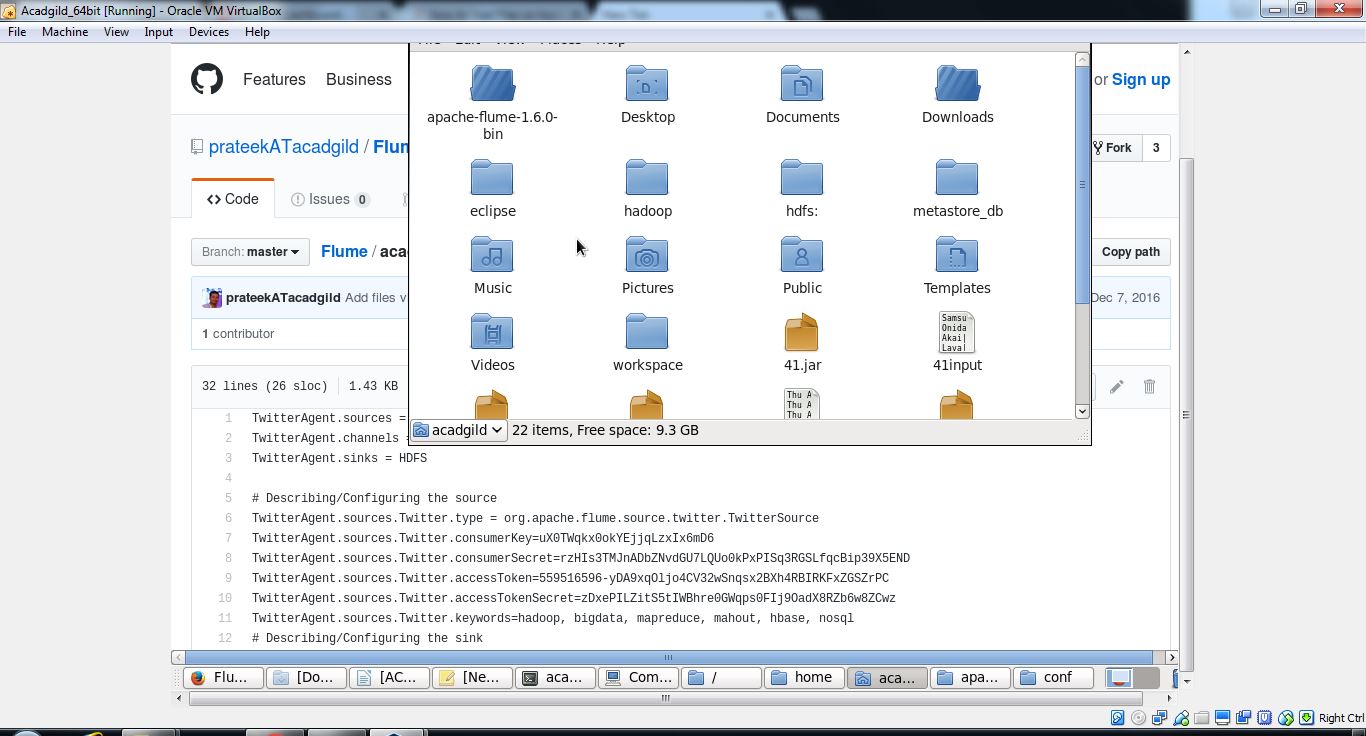 Acadgild_64bit [Running] - Oracle VM VirtualBox
File Machine View Input Devices Help
Features Business
or Sign up
apache-flume-1.6.0-
bin
Desktop Documents Downloads
prateekATacadgild / Flum
Fork 3
Code Issues 0
eclipse hadoop hdfs: metastore_db
Branch: master Flume / aca
Copy path
Music Pictures Public Templates
prateekATacadgild Add files v
Dec 7, 2016
1 contributor
Samsu
Onida
Akai|
Lava|
Videos workspace 41.jar 41input
32 lines (26 sloc) 1.43 KB
Thu A
Thu A
Thu A
1 TwitterAgent.sources =
acadgild 22 items, Free space: 9.3 GB
2 TwitterAgent.channels =
3 TwitterAgent.sinks = HDFS
4
5 # Describing/Configuring the source
6 TwitterAgent.sources.Twitter.type = org.apache.flume.source.twitter.TwitterSource
7 TwitterAgent.sources.Twitter.consumerKey=uX0TWqkx0okYEjjqLzxIx6mD6
8 TwitterAgent.sources.Twitter.consumerSecret=rzHIs3TMJnADbZNvdGU7LQUo0kPxPISq3RGSLfqcBip39X5END
9 TwitterAgent.sources.Twitter.accessToken=559516596-yDA9xqOljo4CV32wSnqsx2BXh4RBIRKFxZGSZrPC
10 TwitterAgent.sources.Twitter.accessTokenSecret=zDxePILZitS5tIWBhre0GWqps0FIj9OadX8RZb6w8ZCwz
11 TwitterAgent.sources.Twitter.keywords=hadoop, bigdata, mapreduce, mahout, hbase, nosql
12 # Describing/Configuring the sink
Flu... [Do... [AC... [Ne... aca... Com... / home aca... apa... conf
Right Ctrl